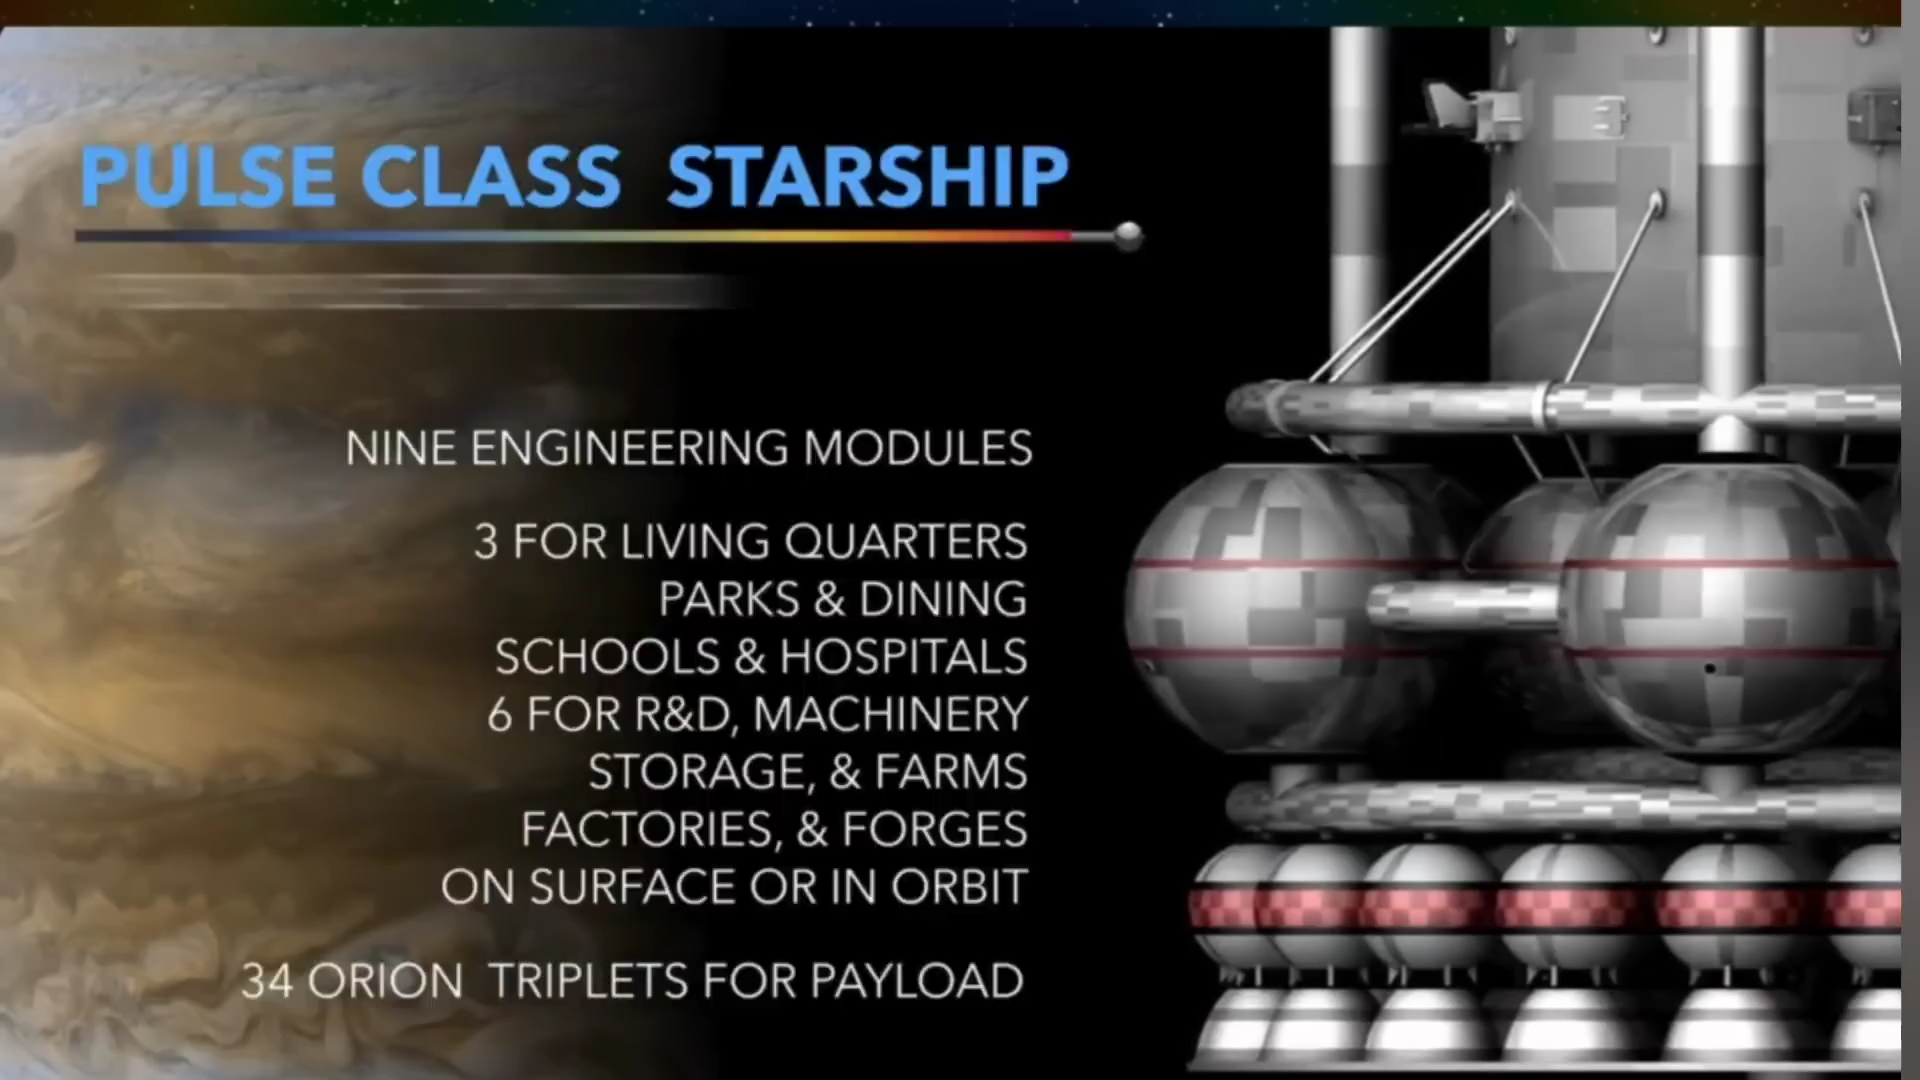 PULSE CLASS STARSHIP
NINE ENGINEERING MODULES
3 FOR LIVING QUARTERS
PARKS & DINING
SCHOOLS & HOSPITALS
6 FOR R&D, MACHINERY
STORAGE, & FARMS
FACTORIES, & FORGES
ON SURFACE OR IN ORBIT
34 ORION TRIPLETS FOR PAYLOAD